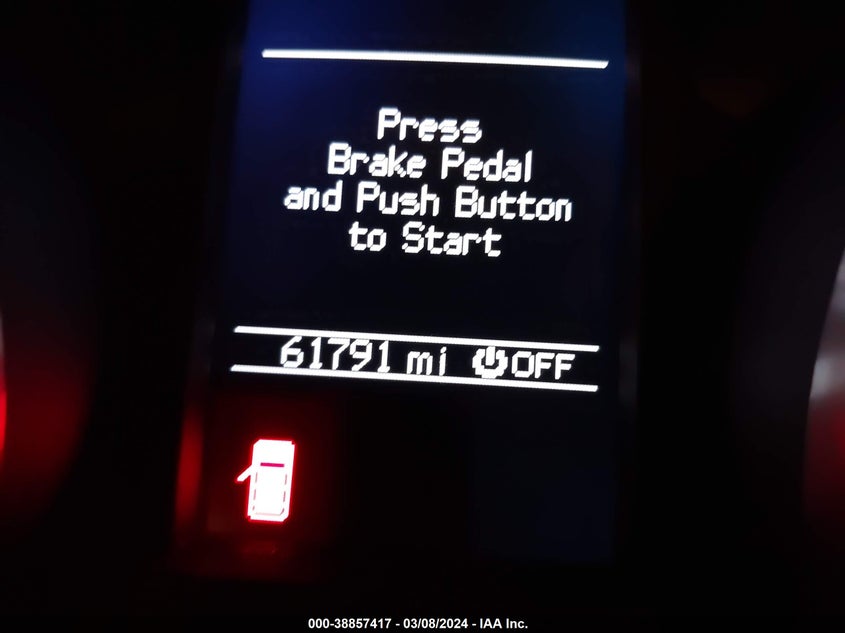 Press
Brake Pedal
and Push Button
to Start
61791 mi OFF
000-38857417 - 03/08/2024 - IAA Inc.